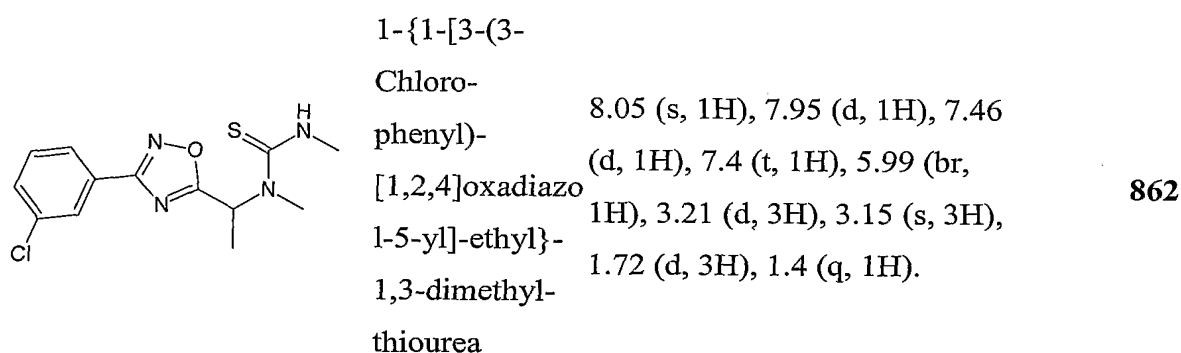 1-{1-[3-(3-
Chloro-
phenyl)-
[1,2,4]oxadiazo
l-5-yl]-ethyl}-
1,3-dimethyl-
thiourea
8.05 (s, 1H), 7.95 (d, 1H), 7.46
(d, 1H), 7.4 (t, 1H), 5.99 (br,
1H), 3.21 (d, 3H), 3.15 (s, 3H),
1.72 (d, 3H), 1.4 (q, 1H).
862
S
H
N
N
O
N
N
Cl